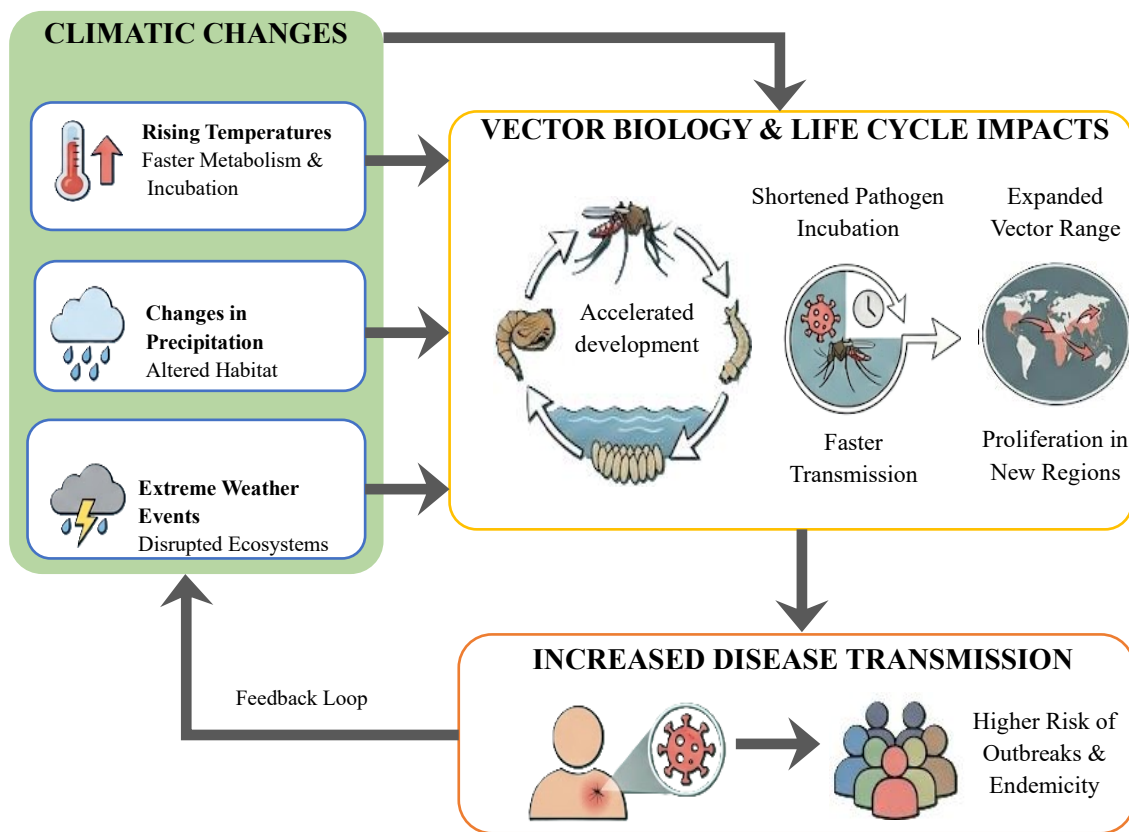 CLIMATIC CHANGES
Rising Temperatures
Faster Metabolism &
Incubation
Changes in
Precipitation
Altered Habitat
Extreme Weather
Events
Disrupted Ecosystems
VECTOR BIOLOGY & LIFE CYCLE IMPACTS
Accelerated
development
Shortened Pathogen
Incubation
Faster
Transmission
Expanded
Vector Range
Proliferation in
New Regions
INCREASED DISEASE TRANSMISSION
Higher Risk of
Outbreaks &
Endemicity
Feedback Loop